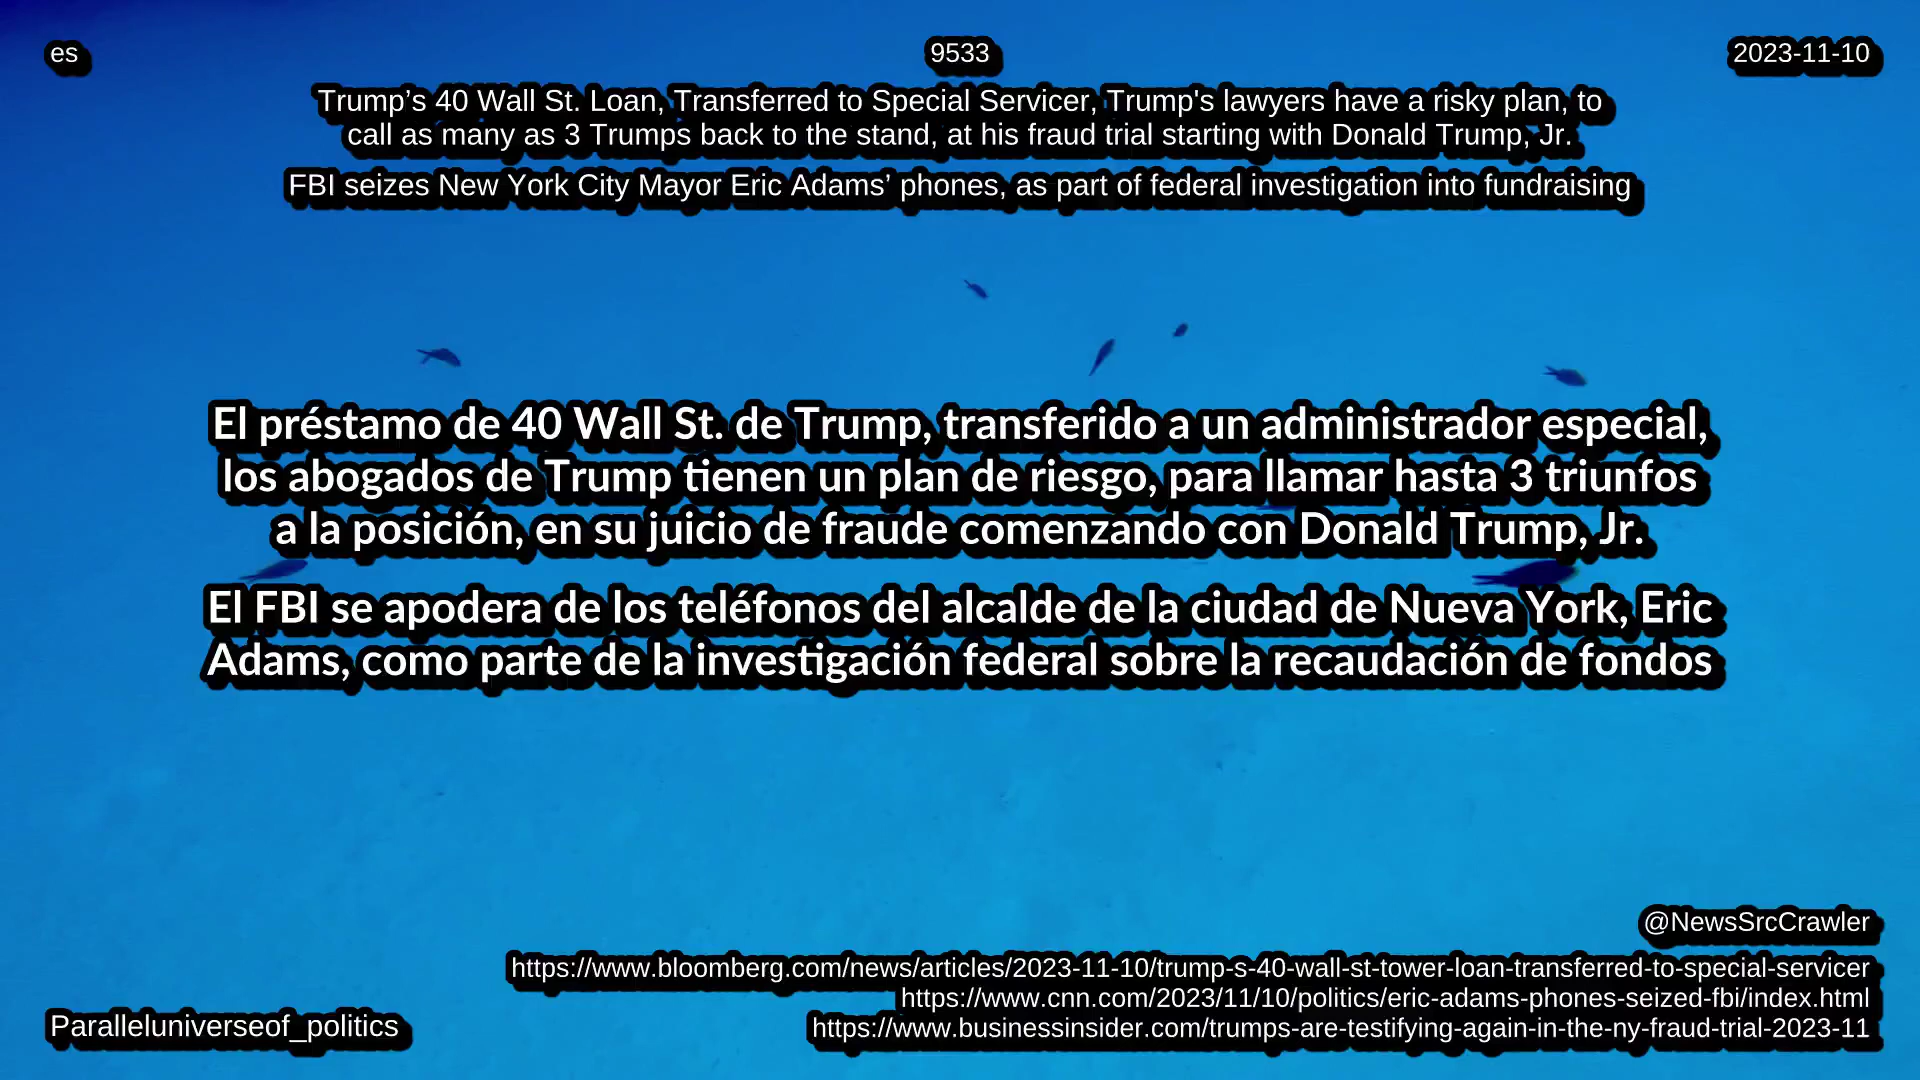 es
9533
2023-11-10
Trump’s 40 Wall St. Loan, Transferred to Special Servicer, Trump's lawyers have a risky plan, to
call as many as 3 Trumps back to the stand, at his fraud trial starting with Donald Trump, Jr.
FBI seizes New York City Mayor Eric Adams’ phones, as part of federal investigation into fundraising
El préstamo de 40 Wall St. de Trump, transferido a un administrador especial,
los abogados de Trump tienen un plan de riesgo, para llamar hasta 3 triunfos
a la posición, en su juicio de fraude comenzando con Donald Trump, Jr.
El FBI se apodera de los teléfonos del alcalde de la ciudad de Nueva York, Eric
Adams, como parte de la investigación federal sobre la recaudación de fondos
@NewsSrcCrawler
https://www.bloomberg.com/news/articles/2023-11-10/trump-s-40-wall-st-tower-loan-transferred-to-special-servicer
https://www.cnn.com/2023/11/10/politics/eric-adams-phones-seized-fbi/index.html
https://www.businessinsider.com/trumps-are-testifying-again-in-the-ny-fraud-trial-2023-11
Paralleluniverseof_politics